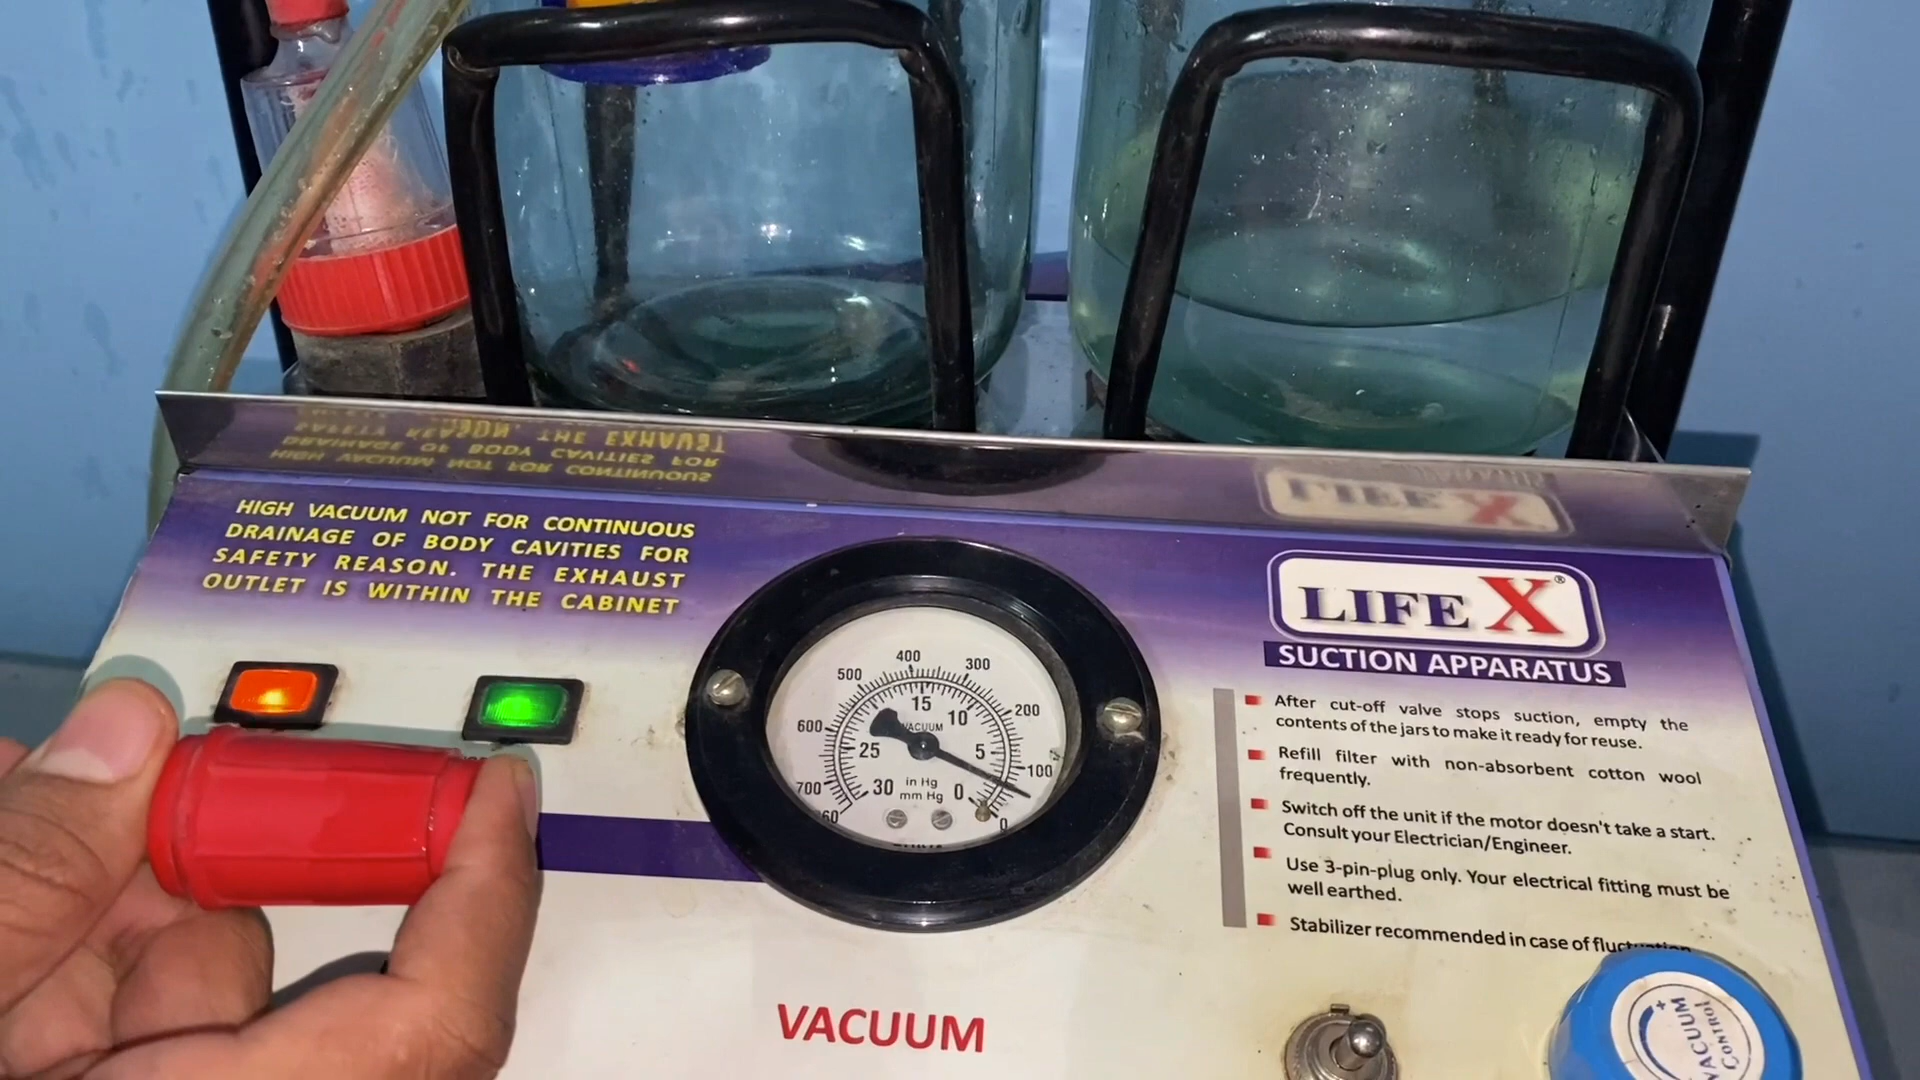 HIGH VACUUM NOT FOR CONTINUOUS
DRAINAGE OF BODY CAVITIES FOR
SAFETY REASON. THE EXHAUST
OUTLET IS WITHIN THE CABINET
LIFE X®
SUCTION APPARATUS
After cut-off valve stops suction, empty the
contents of the jars to make it ready for reuse.
Refill filter with non-absorbent cotton wool
frequently.
Switch off the unit if the motor doesn't take a start.
Consult your Electrician/Engineer.
Use 3-pin-plug only. Your electrical fitting must be
well earthed.
Stabilizer recommended in case of
400
300
500
200
15
10
600
VACUUM
25
5
100
700
30
in Hg
mm Hg
0
0
VACUUM
+
VACUUM
CONTROL